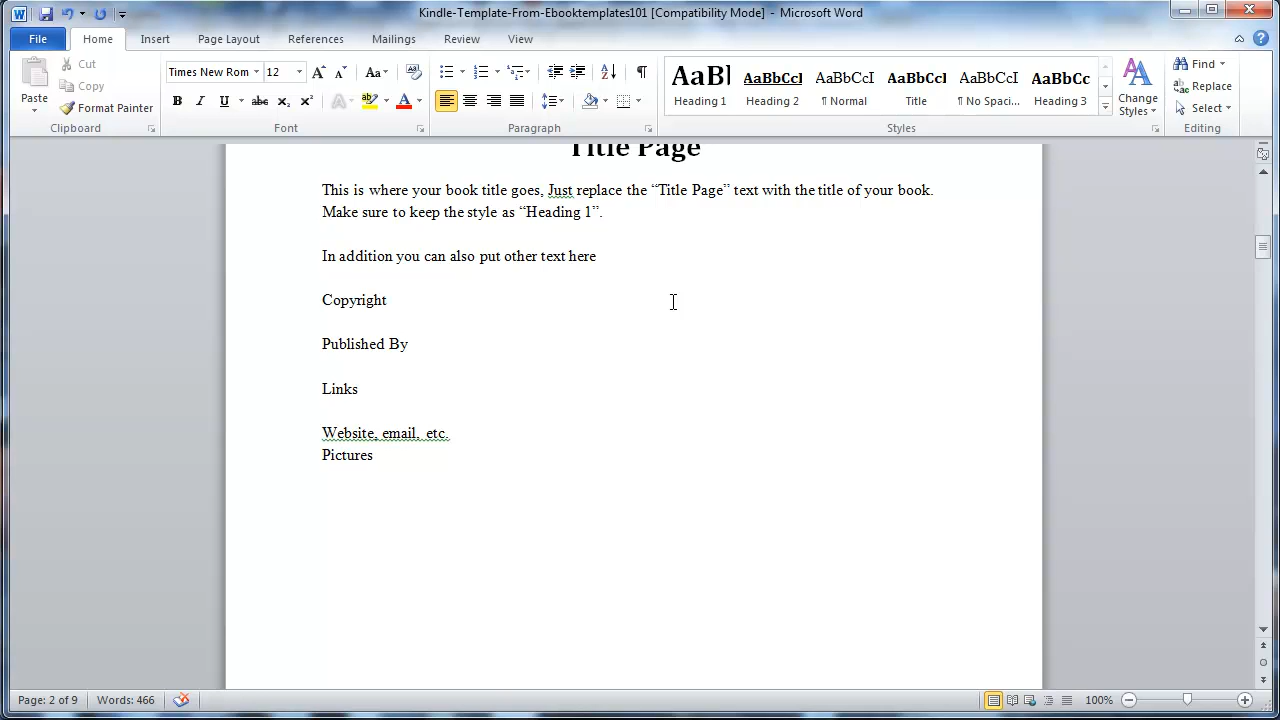 Kindle-Template-From-Ebooktemplates101 [Compatibility Mode] - Microsoft Word
File Home Insert Page Layout References Mailings Review View
Paste
Cut
Copy
Format Painter
Clipboard
Times New Rom 12
Font
Paragraph
AaBl AaBbCcI AaBbCcI AaBbCcl AaBbCcI AaBbCc
Heading 1 Heading 2 ¶ Normal Title ¶ No Spaci... Heading 3
Change Styles
Styles
Find
Replace
Select
Editing
Title Page
This is where your book title goes, Just replace the “Title Page” text with the title of your book.
Make sure to keep the style as “Heading 1”.
In addition you can also put other text here
Copyright
Published By
Links
Website, email, etc.
Pictures
Page: 2 of 9 Words: 466 100%